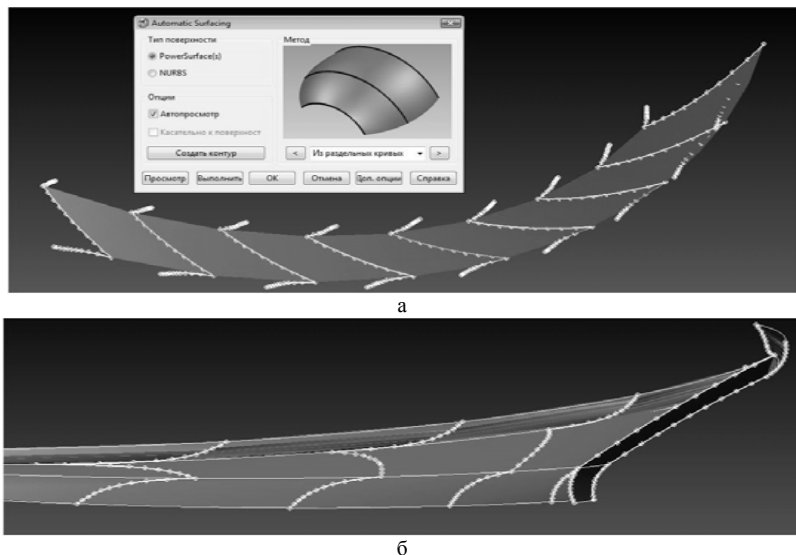 Automatic Surfacing
Тип поверхности
PowerSurface(s)
NURBS
Опции
Автопросмотр
Касательно к поверхност
Создать контур
Метод
<
Из раздельных кривых
>
Просмотр
Выполнить
OK
Отмена
Доп. опции
Справка
а
б